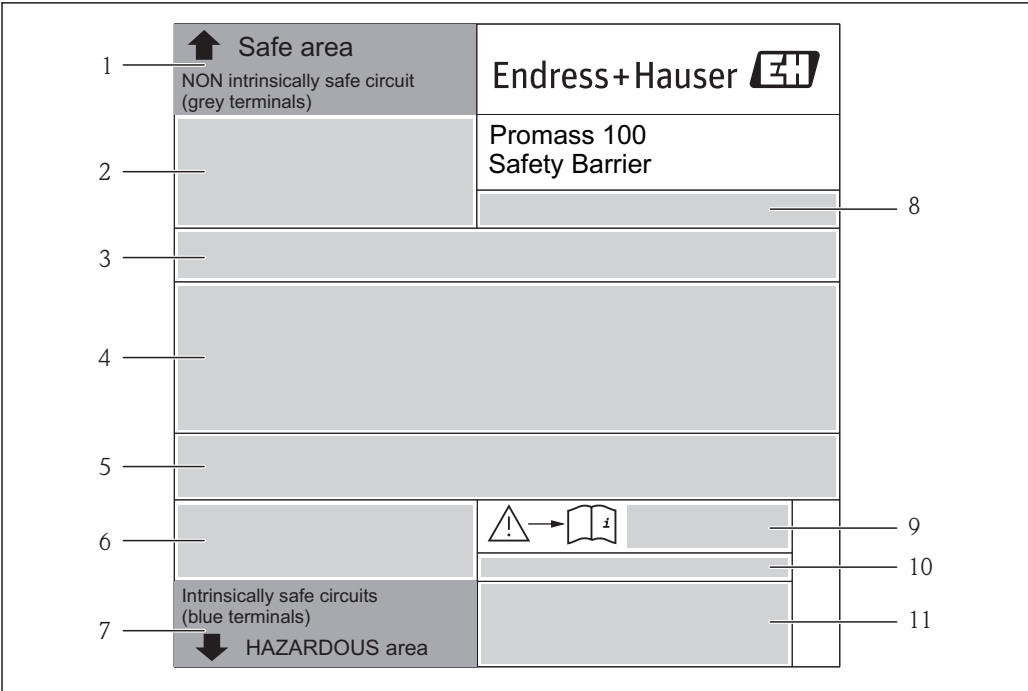 1
Safe area
NON intrinsically safe circuit
(grey terminals)
Endress+Hauser EH
Promass 100
Safety Barrier
2
8
3
4
5
6
i
9
10
Intrinsically safe circuits
(blue terminals)
7
HAZARDOUS area
11